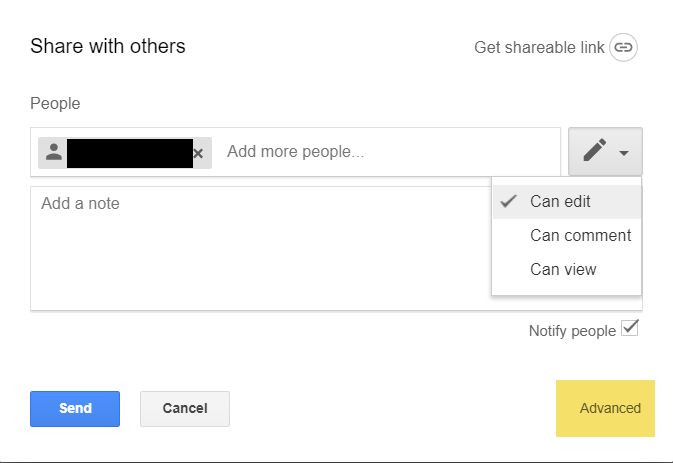 Share with others
Get shareable link
People
Add more people...
Add a note
Can edit
Can comment
Can view
Notify people
Send
Cancel
Advanced